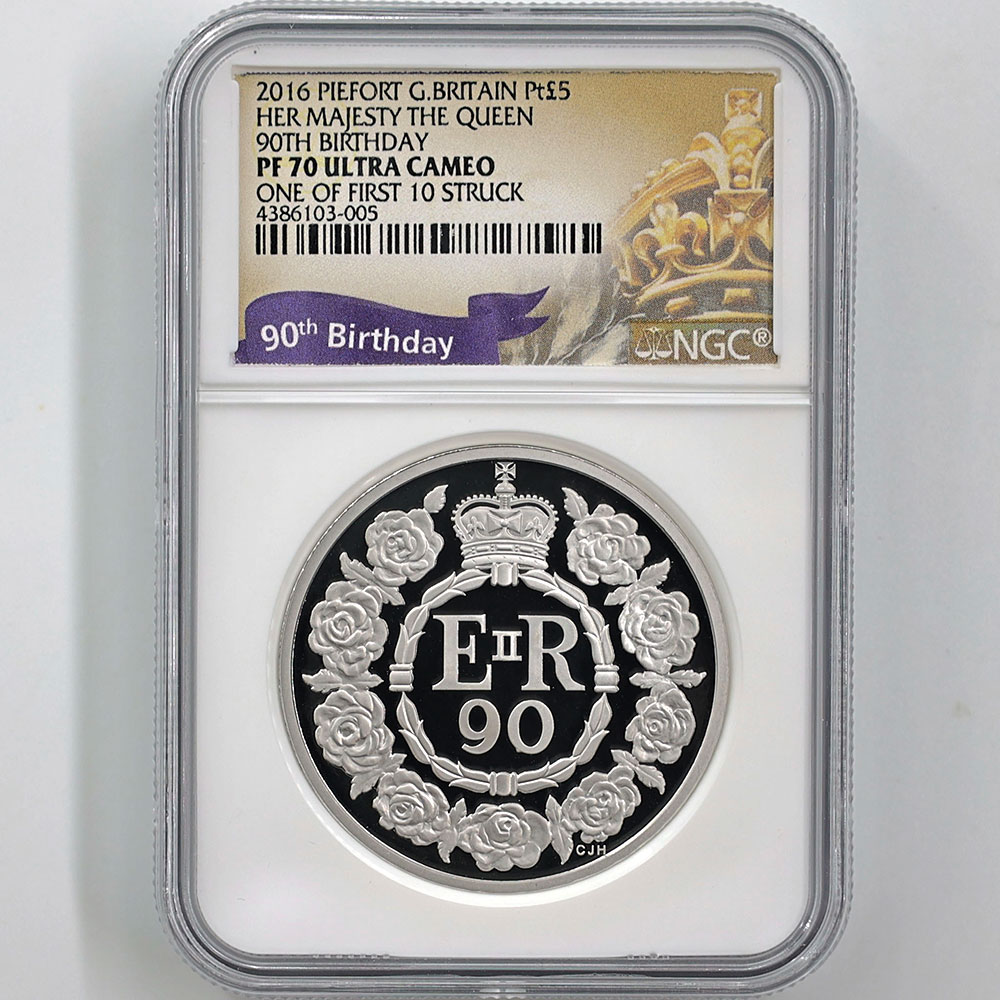 2016 PIEFORT G.BRITAIN Pt£5
HER MAJESTY THE QUEEN
90TH BIRTHDAY
PF 70 ULTRA CAMEO
ONE OF FIRST 10 STRUCK
4386103-005
90th Birthday
NGC®
E II R
90
CJH